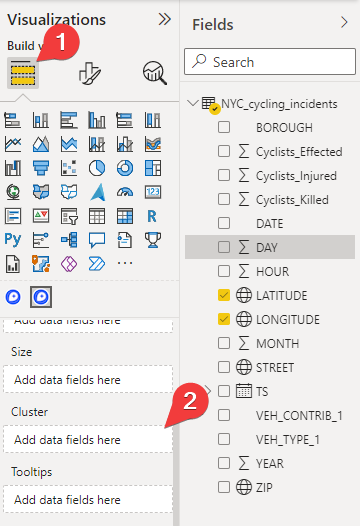 Visualizations
Build v
1
123
R
Py
Add data fields here
Size
Add data fields here
Cluster
2
Add data fields here
Tooltips
Add data fields here
Fields
Search
NYC_cycling_incidents
BOROUGH
Cyclists_Effected
Cyclists_Injured
Cyclists_Killed
DATE
DAY
HOUR
LATITUDE
LONGITUDE
MONTH
STREET
TS
VEH_CONTRIB_1
VEH_TYPE_1
YEAR
ZIP